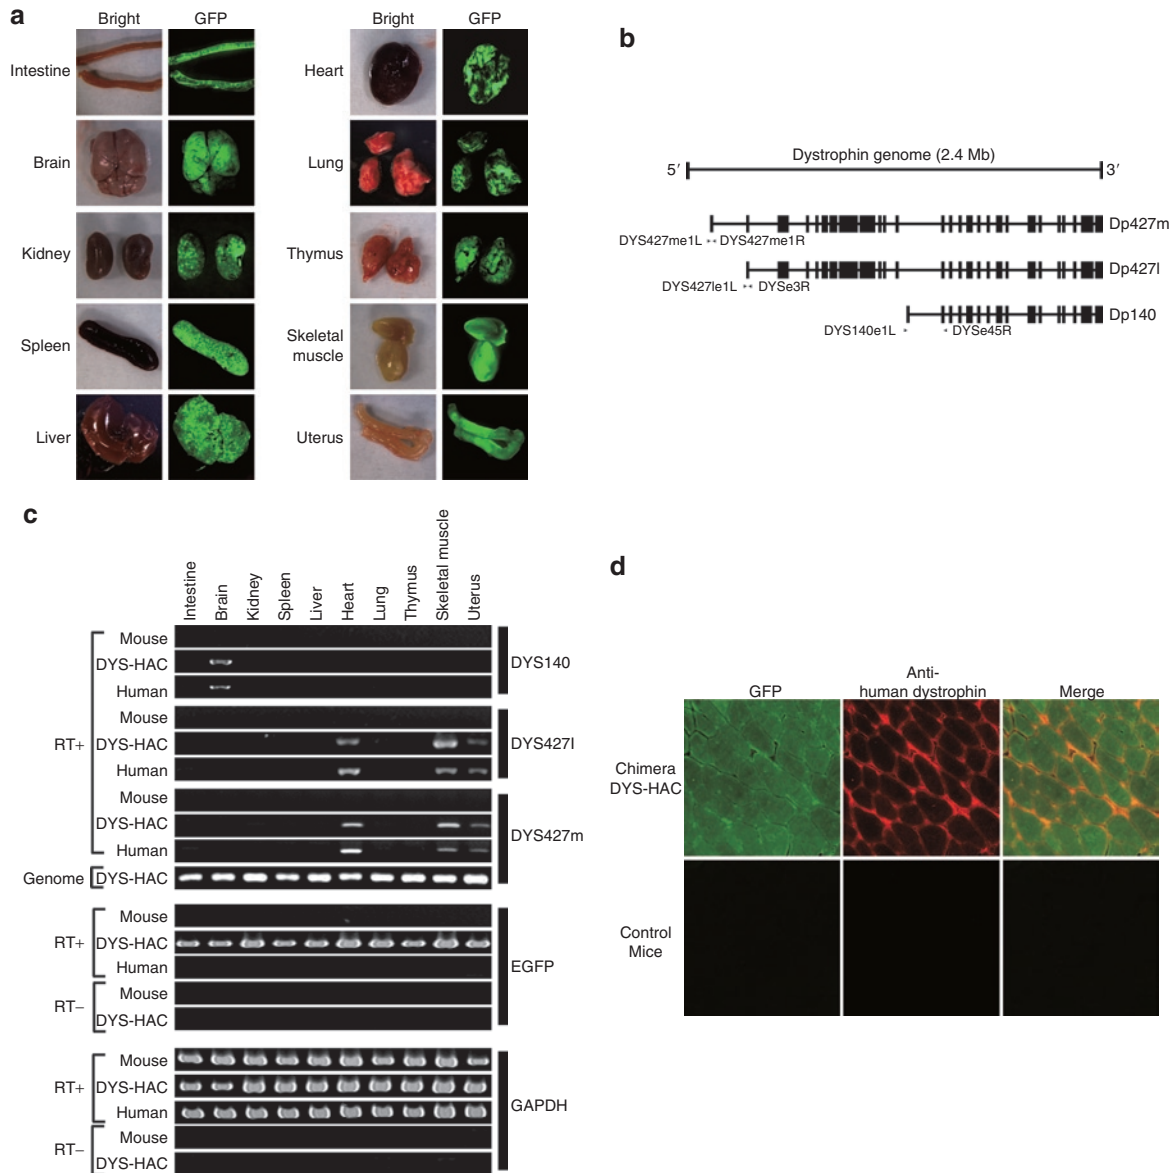 a
Bright GFP Bright GFP
Intestine
Heart
Brain
Lung
Kidney
Thymus
Spleen
Skeletal
muscle
Liver
Uterus
b
Dystrophin genome (2.4 Mb)
5′ 3′
Dp427m
DYS427me1L DYS427me1R
Dp427l
DYS427le1L DYSe3R
Dp140
DYS140e1L DYSe45R
c
Intestine
Brain
Kidney
Spleen
Liver
Heart
Lung
Thymus
Skeletal muscle
Uterus
RT+
Mouse
DYS-HAC
Human
DYS140
Mouse
DYS-HAC
Human
DYS427l
Mouse
DYS-HAC
Human
DYS427m
Genome DYS-HAC
RT+
Mouse
DYS-HAC
Human
EGFP
RT−
Mouse
DYS-HAC
RT+
Mouse
DYS-HAC
Human
GAPDH
RT−
Mouse
DYS-HAC
d
GFP
Anti-
human dystrophin
Merge
Chimera
DYS-HAC
Control
Mice